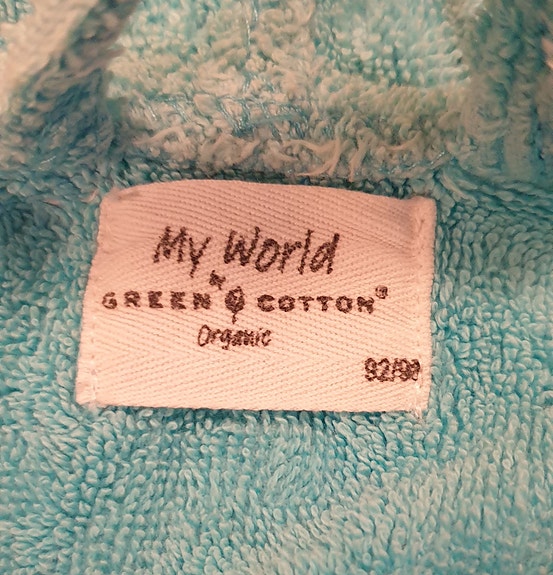 My World
by
GREEN COTTON®
Organic
92/98